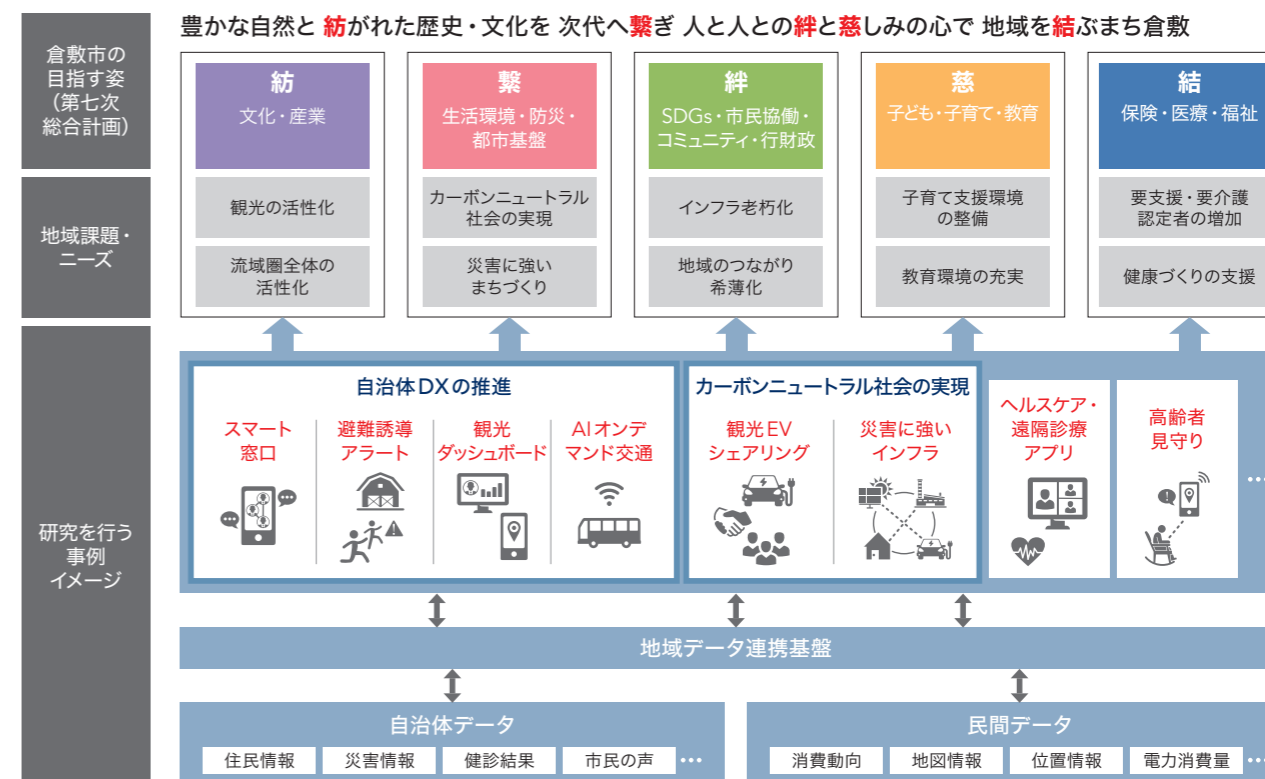 豊かな自然と 紡がれた歴史・文化を 次代へ繋ぎ 人と人との絆と慈しみの心で 地域を結ぶまち倉敷
倉敷市の
目指す姿
（第七次
総合計画）
紡
文化・産業
繋
生活環境・防災・
都市基盤
絆
SDGs・市民協働・
コミュニティ・行財政
慈
子ども・子育て・教育
結
保険・医療・福祉
地域課題・
ニーズ
観光の活性化
流域圏全体の
活性化
カーボンニュートラル
社会の実現
災害に強い
まちづくり
インフラ老朽化
地域のつながり
希薄化
子育て支援環境
の整備
教育環境の充実
要支援・要介護
認定者の増加
健康づくりの支援
研究を行う
事例
イメージ
自治体DXの推進
スマート
窓口
避難誘導
アラート
観光
ダッシュボード
AIオンデ
マンド交通
カーボンニュートラル社会の実現
観光EV
シェアリング
災害に強い
インフラ
ヘルスケア・
遠隔診療
アプリ
高齢者
見守り
…
地域データ連携基盤
自治体データ
住民情報
災害情報
健診結果
市民の声
…
民間データ
消費動向
地図情報
位置情報
電力消費量
…